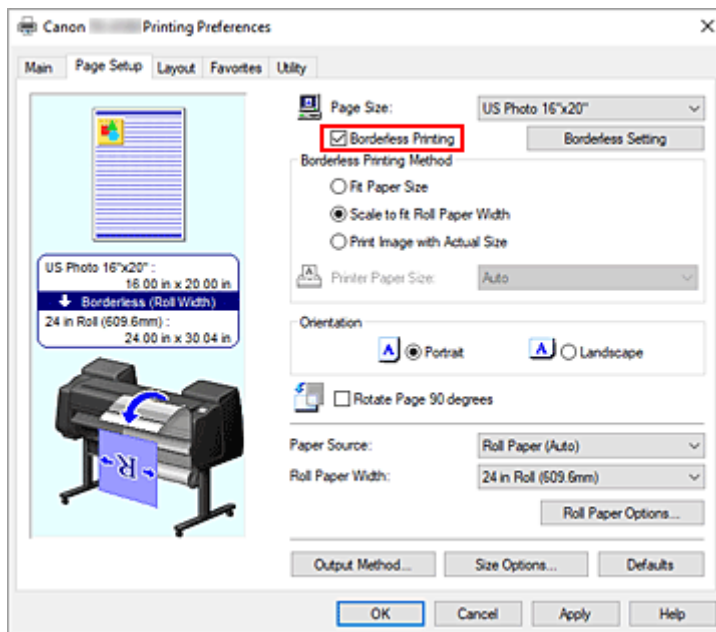 Canon Printing Preferences
Main Page Setup Layout Favorites Utility
Page Size: US Photo 16"x20"
Borderless Printing Borderless Setting
Borderless Printing Method
Fit Paper Size
Scale to fit Roll Paper Width
Print Image with Actual Size
Printer Paper Size: Auto
US Photo 16"x20" :
16.00 in x 20.00 in
Borderless (Roll Width)
24 in Roll (609.6mm) :
24.00 in x 30.04 in
Orientation
A Portrait A Landscape
Rotate Page 90 degrees
R
Paper Source: Roll Paper (Auto)
Roll Paper Width: 24 in Roll (609.6mm)
Roll Paper Options...
Output Method... Size Options... Defaults
OK Cancel Apply Help